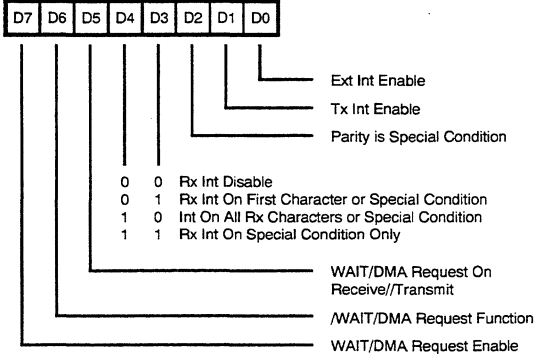 D7 D6 D5 D4 D3 D2 D1 D0
Ext Int Enable
Tx Int Enable
Parity is Special Condition
0 0 Rx Int Disable
0 1 Rx Int On First Character or Special Condition
1 0 Int On All Rx Characters or Special Condition
1 1 Rx Int On Special Condition Only
WAIT/DMA Request On
Receive//Transmit
/WAIT/DMA Request Function
WAIT/DMA Request Enable